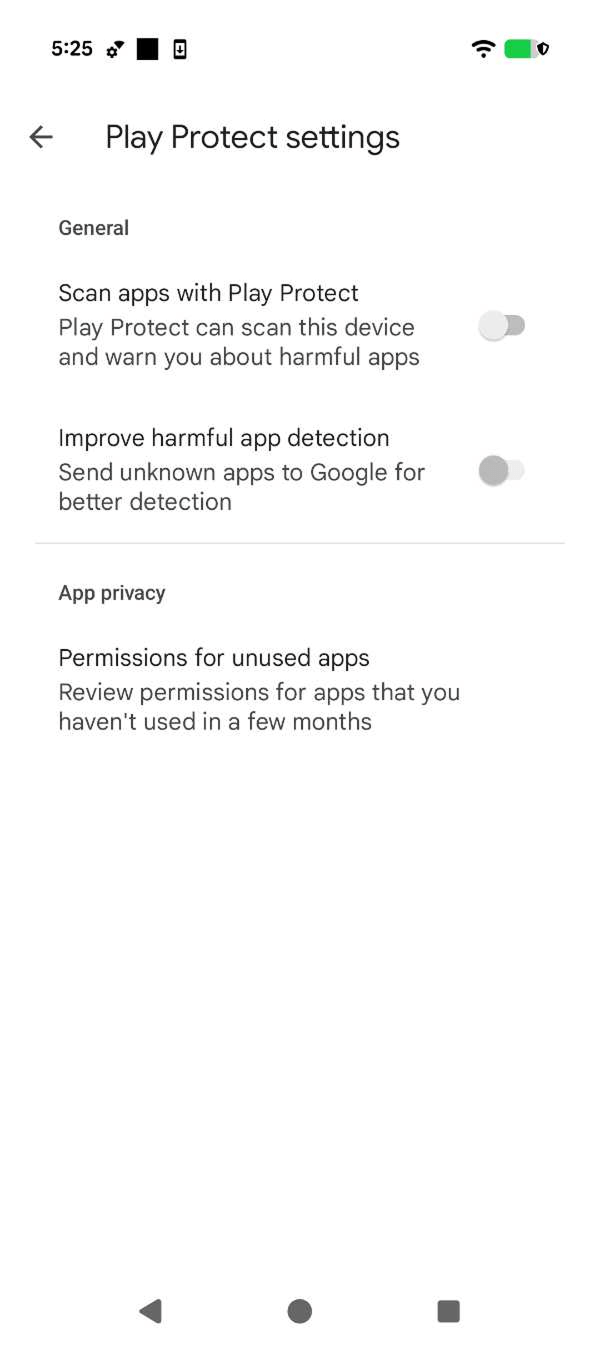 5:25
Play Protect settings
General
Scan apps with Play Protect
Play Protect can scan this device
and warn you about harmful apps
Improve harmful app detection
Send unknown apps to Google for
better detection
App privacy
Permissions for unused apps
Review permissions for apps that you
haven't used in a few months